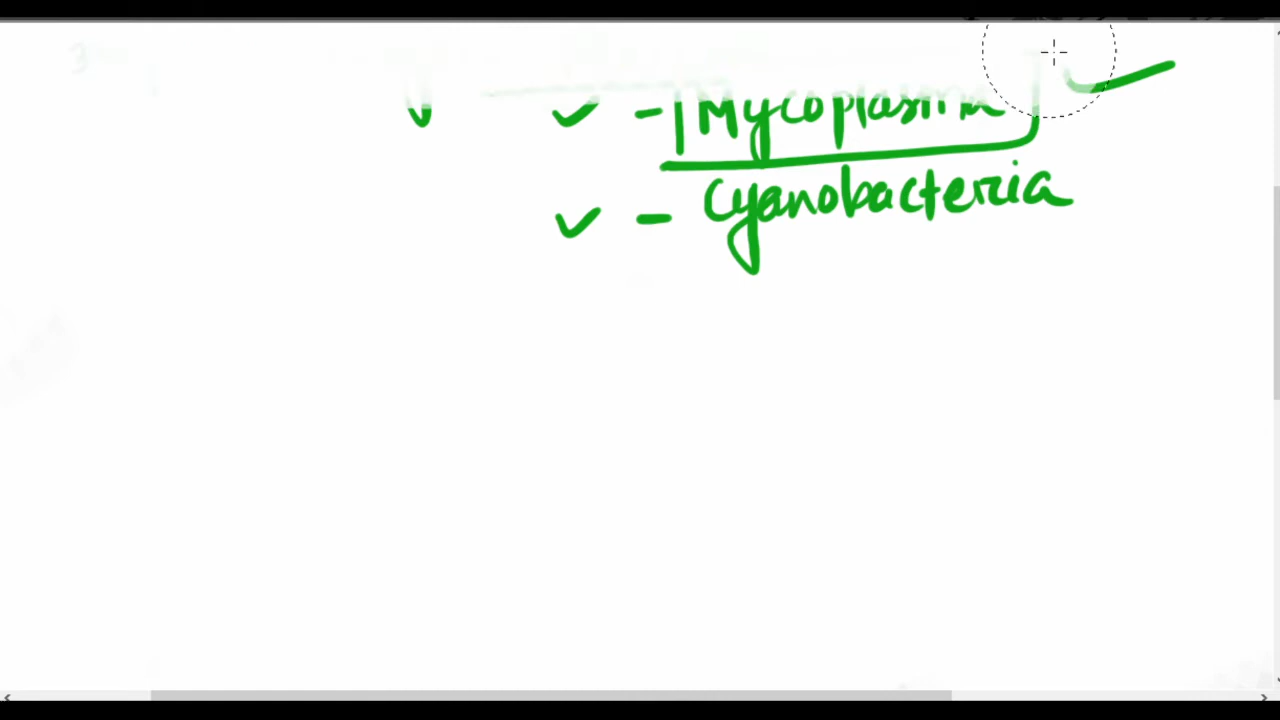 ✓ - Mycoplasma ✓
✓ - Cyanobacteria